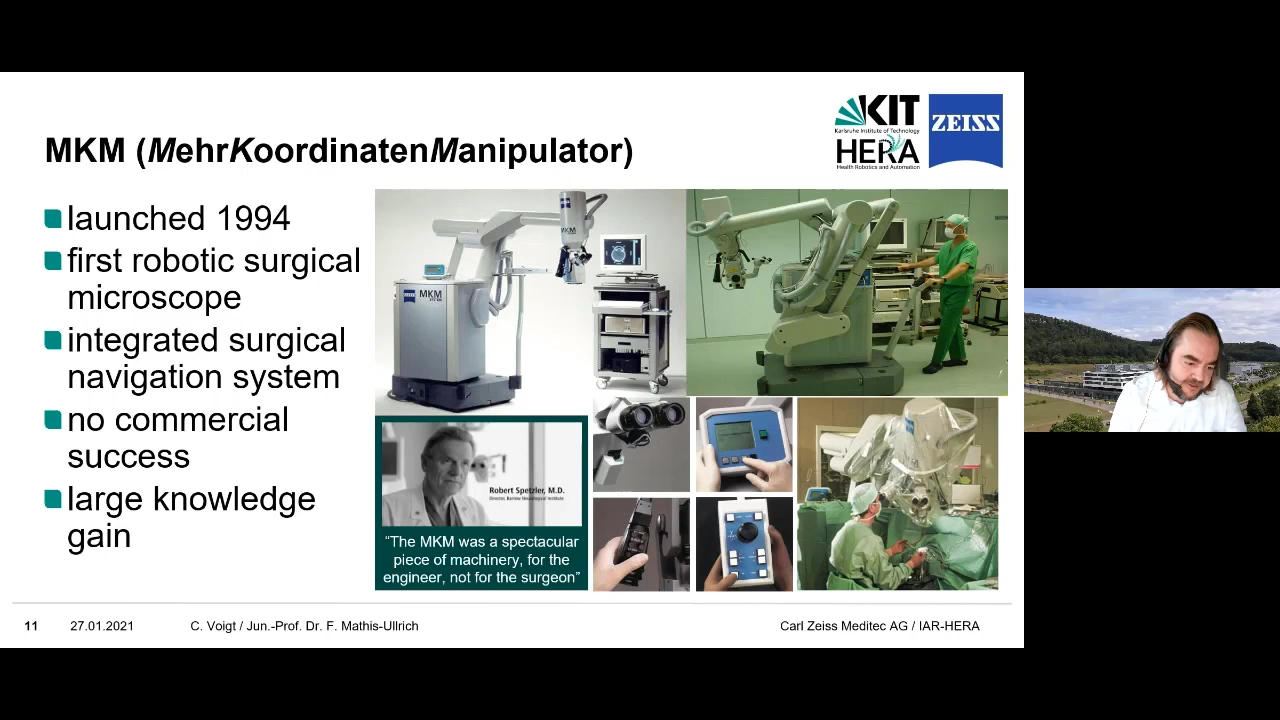 KIT
Karlsruhe Institute of Technology
HERA
Health Robotics and Automation
ZEISS
MKM (MehrKoordinatenManipulator)
launched 1994
first robotic surgical
microscope
integrated surgical
navigation system
no commercial
success
large knowledge
gain
MKM
MKM
Robert Spetzler, M.D.
Director, Barrow Neurological Institute
“The MKM was a spectacular
piece of machinery, for the
engineer, not for the surgeon”
11
27.01.2021
C. Voigt / Jun.-Prof. Dr. F. Mathis-Ullrich
Carl Zeiss Meditec AG / IAR-HERA